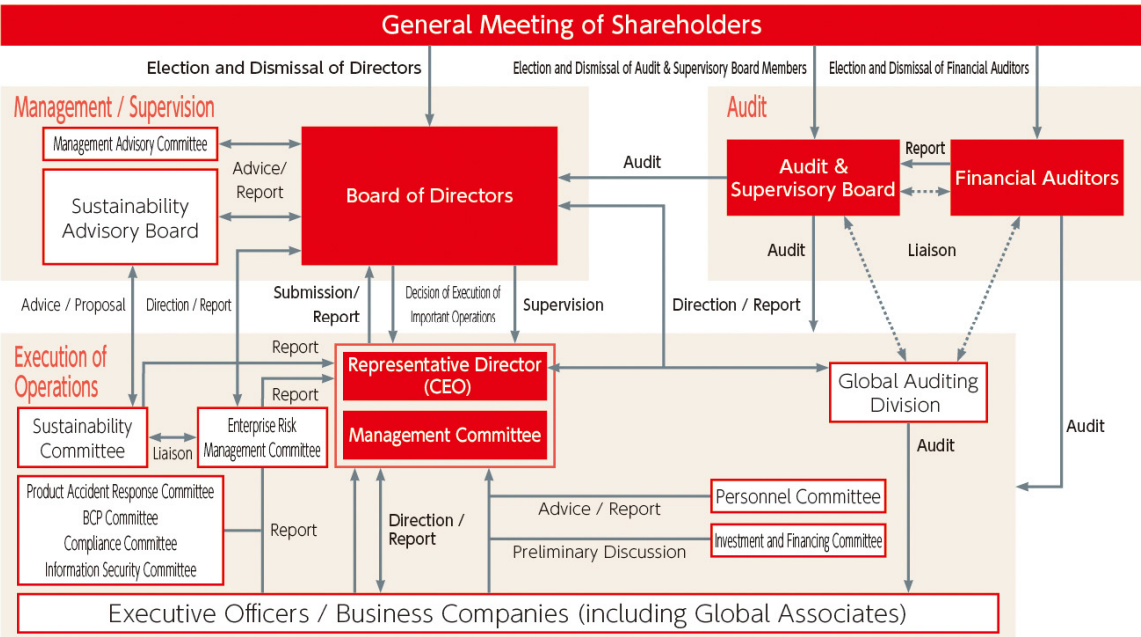 General Meeting of Shareholders
Election and Dismissal of Directors
Election and Dismissal of Audit & Supervisory Board Members
Election and Dismissal of Financial Auditors
Management / Supervision
Management Advisory Committee
Advice/
Report
Sustainability
Advisory Board
Board of Directors
Audit
Audit
Audit &
Supervisory Board
Report
Financial Auditors
Audit
Liaison
Advice / Proposal
Direction / Report
Submission/
Report
Decision of Execution of
Important Operations
Supervision
Direction / Report
Execution of
Operations
Report
Report
Representative Director
(CEO)
Management Committee
Global Auditing
Division
Sustainability
Committee
Liaison
Enterprise Risk
Management Committee
Audit
Audit
Product Accident Response Committee
BCP Committee
Compliance Committee
Information Security Committee
Report
Direction /
Report
Advice / Report
Personnel Committee
Preliminary Discussion
Investment and Financing Committee
Executive Officers / Business Companies (including Global Associates)